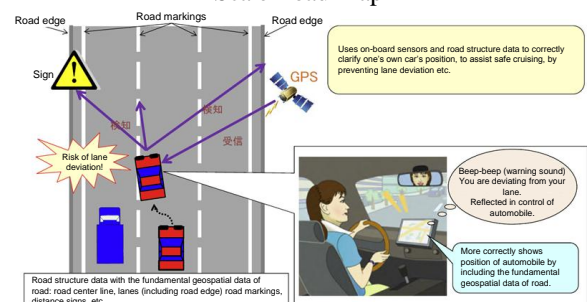 Road markings
Road edge
Road edge
Sign
GPS
検知
検知
受信
Risk of lane
deviation!
Uses on-board sensors and road structure data to correctly
clarify one's own car's position, to assist safe cruising, by
preventing lane deviation etc.
Beep-beep (warning sound)
You are deviating from your
lane.
Reflected in control of
automobile.
More correctly shows
position of automobile by
including the fundamental
geospatial data of road.
Road structure data with the fundamental geospatial data of
road: road center line, lanes (including road edge) road markings,
distance signs, etc.